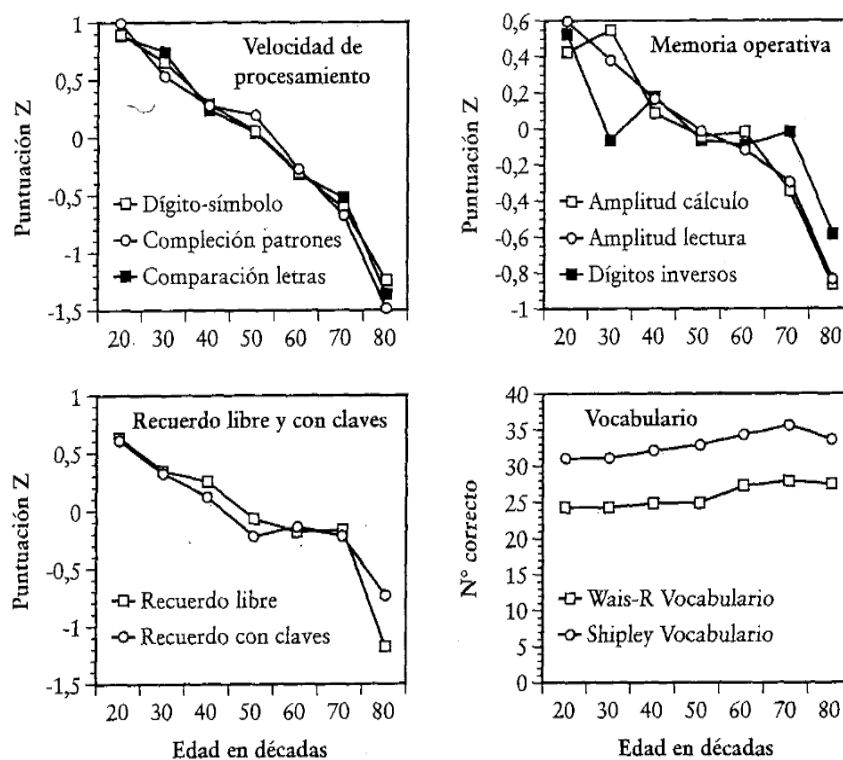 Velocidad de
procesamiento
Puntuación Z
1
0,5
0
-0,5
-1
-1,5
Dígito-símbolo
Compleción patrones
Comparación letras
20 30 40 50 60 70 80
Memoria operativa
Puntuación Z
0,6
0,4
0,2
0
-0,2
-0,4
-0,6
-0,8
-1
Amplitud cálculo
Amplitud lectura
Dígitos inversos
20 30 40 50 60 70 80
Recuerdo libre y con claves
Puntuación Z
1
0,5
0
-0,5
-1
-1,5
Recuerdo libre
Recuerdo con claves
20 30 40 50 60 70 80
Edad en décadas
Vocabulario
N° correcto
40
35
30
25
20
15
10
5
0
Wais-R Vocabulario
Shipley Vocabulario
20 30 40 50 60 70 80
Edad en décadas